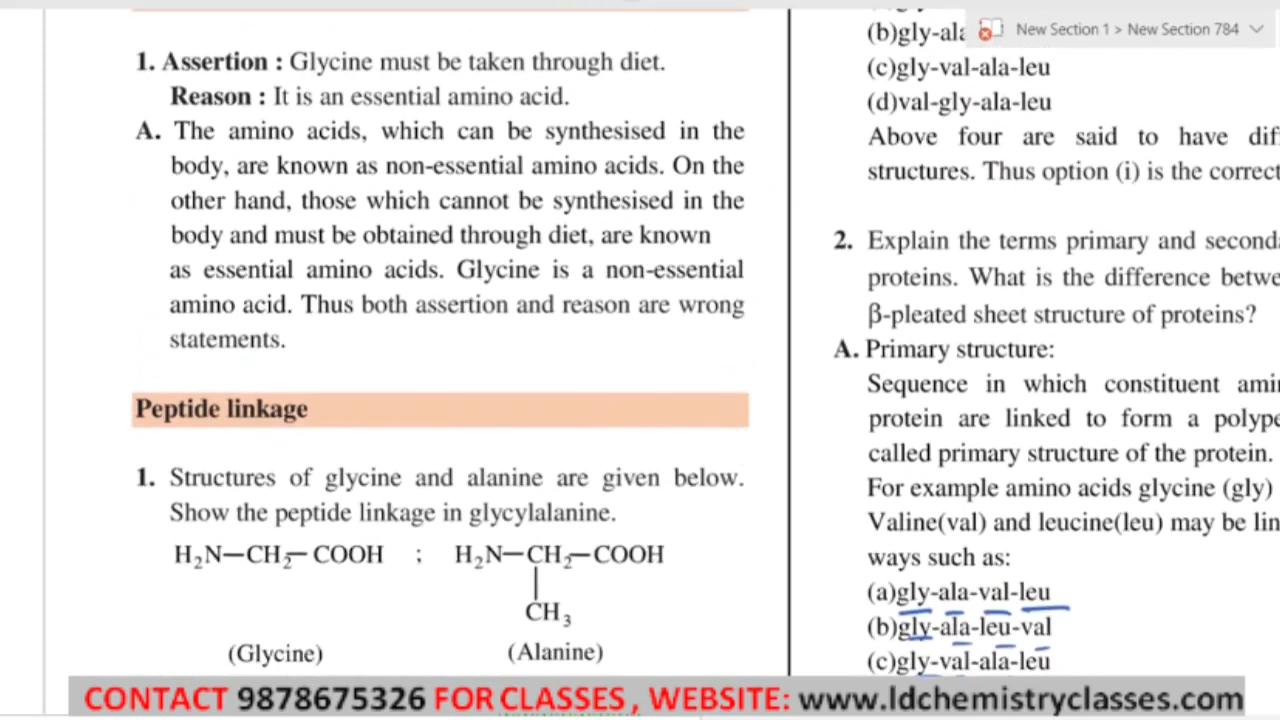 1. Assertion : Glycine must be taken through diet.
Reason : It is an essential amino acid.
A. The amino acids, which can be synthesised in the
body, are known as non-essential amino acids. On the
other hand, those which cannot be synthesised in the
body and must be obtained through diet, are known
as essential amino acids. Glycine is a non-essential
amino acid. Thus both assertion and reason are wrong
statements.
Peptide linkage
1. Structures of glycine and alanine are given below.
Show the peptide linkage in glycylalanine.
H₂N—CH₂—COOH ; H₂N—CH₂—COOH
|
CH₃
(Glycine) (Alanine)
New Section 1 > New Section 784
(b)gly-ala
(c)gly-val-ala-leu
(d)val-gly-ala-leu
Above four are said to have dif
structures. Thus option (i) is the correct
2. Explain the terms primary and second
proteins. What is the difference betwe
β-pleated sheet structure of proteins?
A. Primary structure:
Sequence in which constituent ami
protein are linked to form a polype
called primary structure of the protein.
For example amino acids glycine (gly)
Valine(val) and leucine(leu) may be lin
ways such as:
(a)gly-ala-val-leu
(b)gly-ala-leu-val
(c)gly-val-ala-leu
CONTACT 9878675326 FOR CLASSES , WEBSITE: www.ldchemistryclasses.com